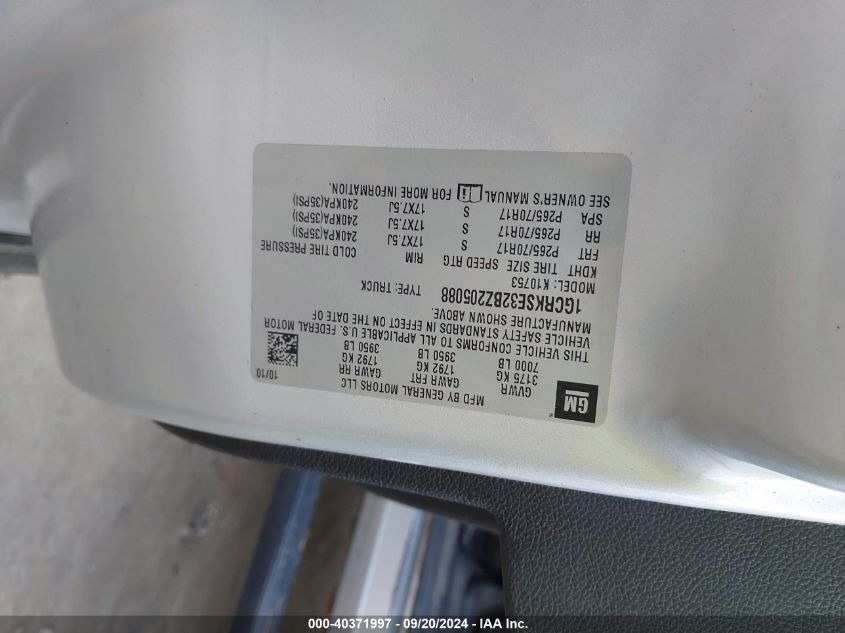 MFD BY GENERAL MOTORS LLC 10/10
GM
GVWR GAWR FRT GAWR RR
3175 KG 1792 KG 1792 KG
7000 LB 3950 LB 3950 LB
THIS VEHICLE CONFORMS TO ALL APPLICABLE U.S. FEDERAL MOTOR
VEHICLE SAFETY STANDARDS IN EFFECT ON THE DATE OF
MANUFACTURE SHOWN ABOVE.
1GCRKSE32BZ205088 TYPE: TRUCK
MODEL: K10753
KDHT TIRE SIZE SPEED RTG RIM COLD TIRE PRESSURE
FRT P265/70R17 S 17X7.5J 240KPA(35PSI)
RR P265/70R17 S 17X7.5J 240KPA(35PSI)
SPA P265/70R17 S 17X7.5J 240KPA(35PSI)
SEE OWNER'S MANUAL FOR MORE INFORMATION.
000-40371997 - 09/20/2024 - IAA Inc.